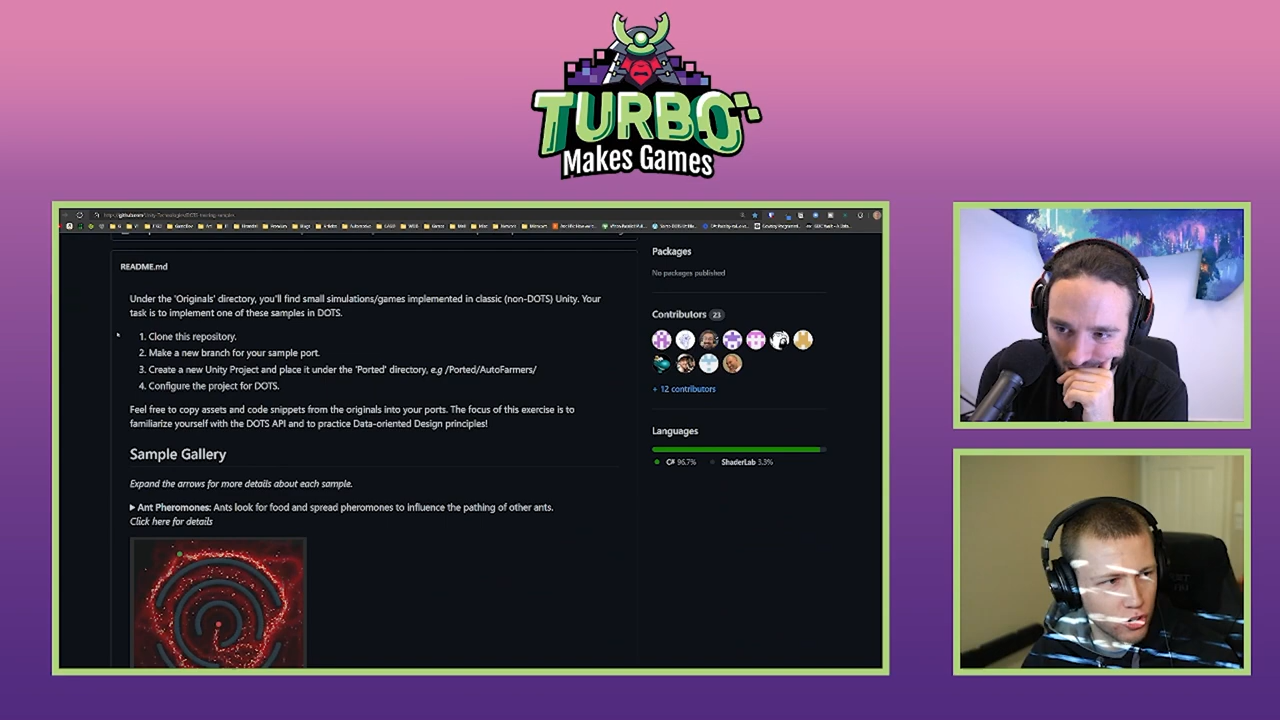 TURBO
Makes Games
README.md
Under the 'Originals' directory, you'll find small simulations/games implemented in classic (non-DOTS) Unity. Your
task is to implement one of these samples in DOTS.
1. Clone this repository.
2. Make a new branch for your sample port.
3. Create a new Unity Project and place it under the 'Ported' directory, e.g /Ported/AutoFarmers/
4. Configure the project for DOTS.
Feel free to copy assets and code snippets from the originals into your ports. The focus of this exercise is to
familiarize yourself with the DOTS API and to practice Data-oriented Design principles!
Sample Gallery
Expand the arrows for more details about each sample.
Ant Pheromones: Ants look for food and spread pheromones to influence the pathing of other ants.
Click here for details
Packages
No packages published
Contributors 23
+ 12 contributors
Languages
C# 96.7% ShaderLab 3.3%